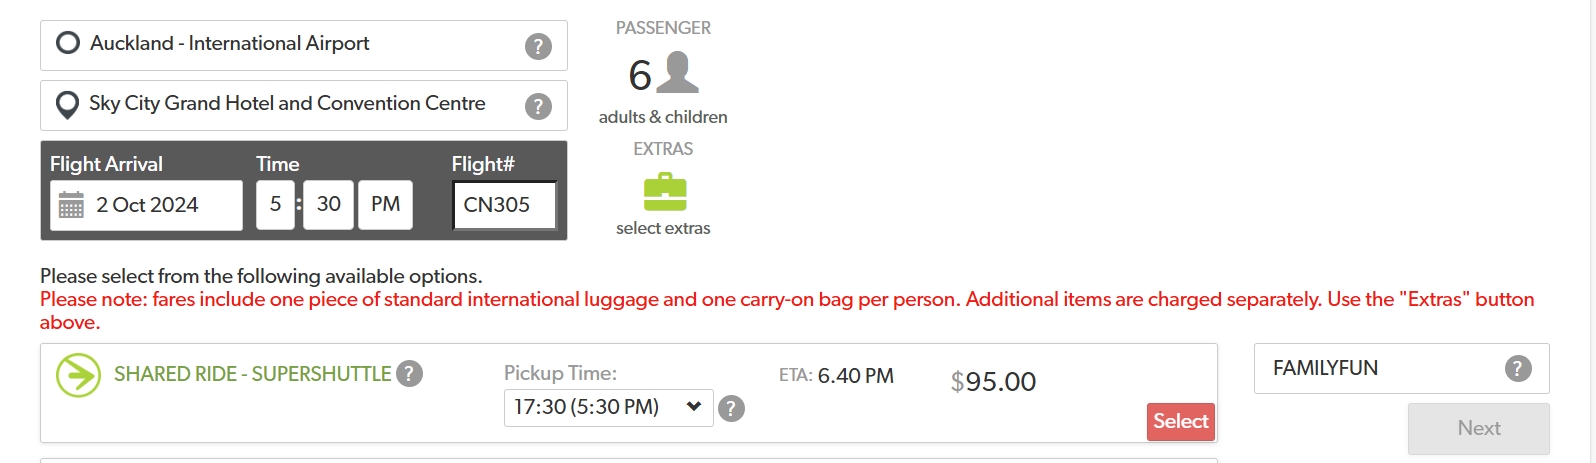 Auckland - International Airport
?
Sky City Grand Hotel and Convention Centre
?
PASSENGER
6
adults & children
EXTRAS
select extras
Flight Arrival Time Flight#
2 Oct 2024 5 : 30 PM CN305
Please select from the following available options.
Please note: fares include one piece of standard international luggage and one carry-on bag per person. Additional items are charged separately. Use the "Extras" button
above.
SHARED RIDE - SUPERSHUTTLE ?
Pickup Time:
17:30 (5:30 PM) ?
ETA: 6.40 PM
$95.00
Select
FAMILYFUN ?
Next